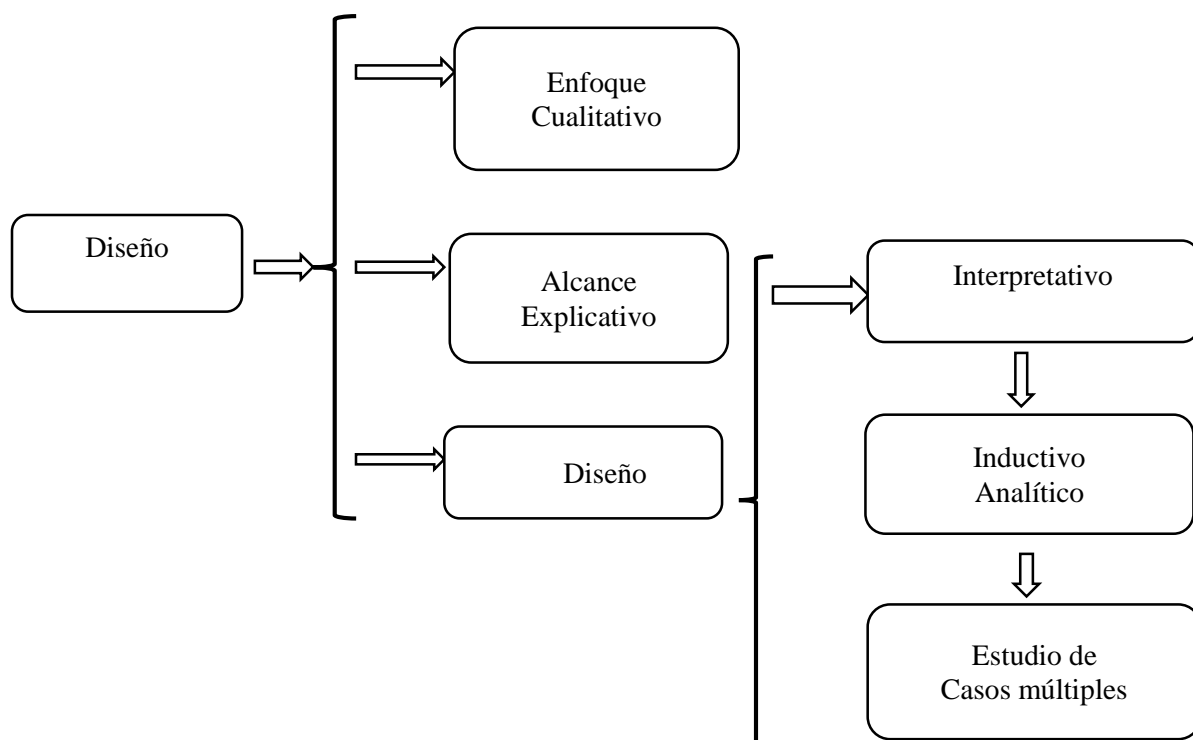 Diseño
Enfoque
Cualitativo
Alcance
Explicativo
Diseño
Interpretativo
Inductivo
Analítico
Estudio de
Casos múltiples